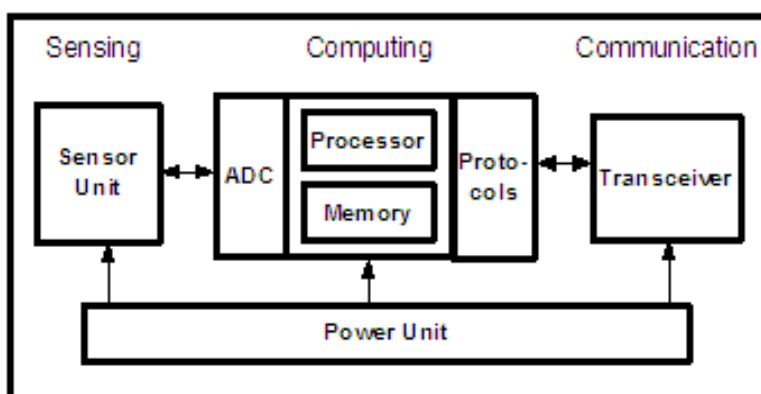 Sensing
Computing
Communication
Sensor
Unit
ADC
Processor
Memory
Proto-
cols
Transceiver
Power Unit